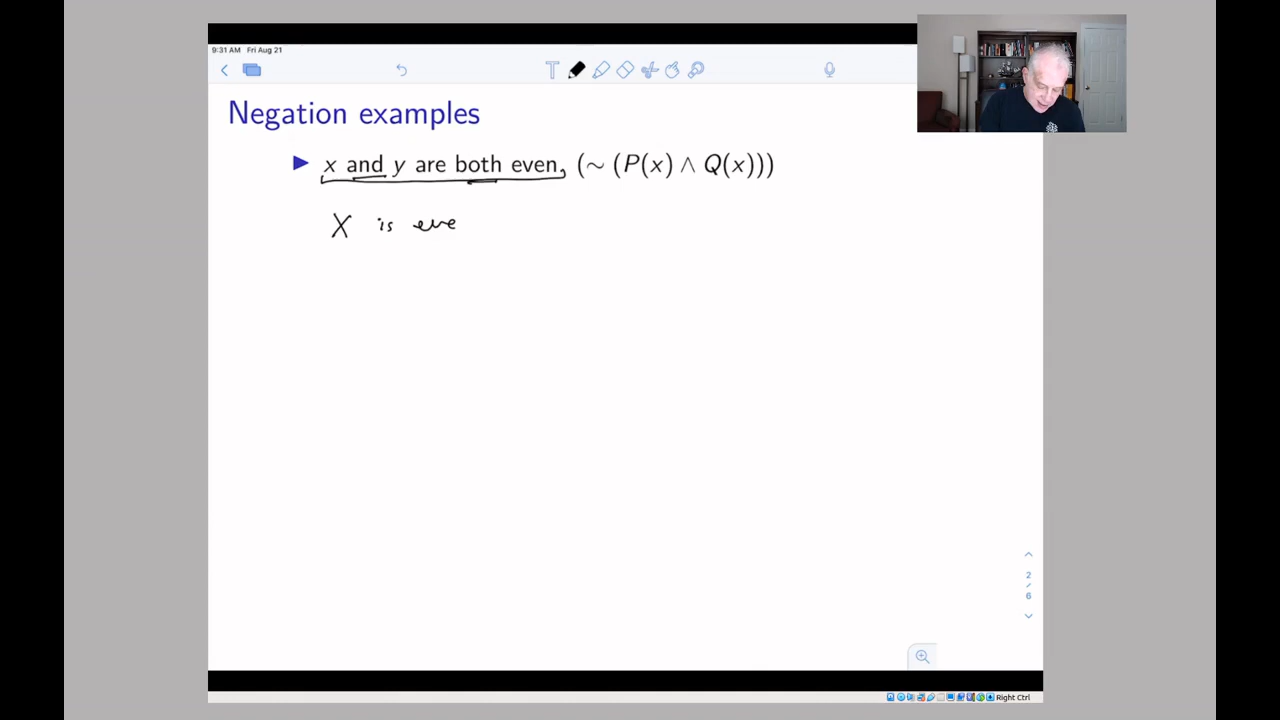 9:31 AM Fri Aug 21
Negation examples
▶ x and y are both even, (∼ (P(x) ∧ Q(x)))
X is eve
2
/
6
Right Ctrl